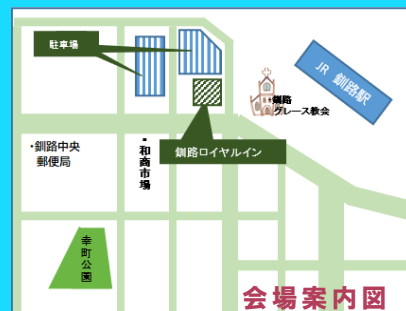 駐車場
JR 釧路駅
・釧路
グレース教会
釧路ロイヤルイン
・釧路中央
郵便局
・和商市場
幸町公園
会場案内図